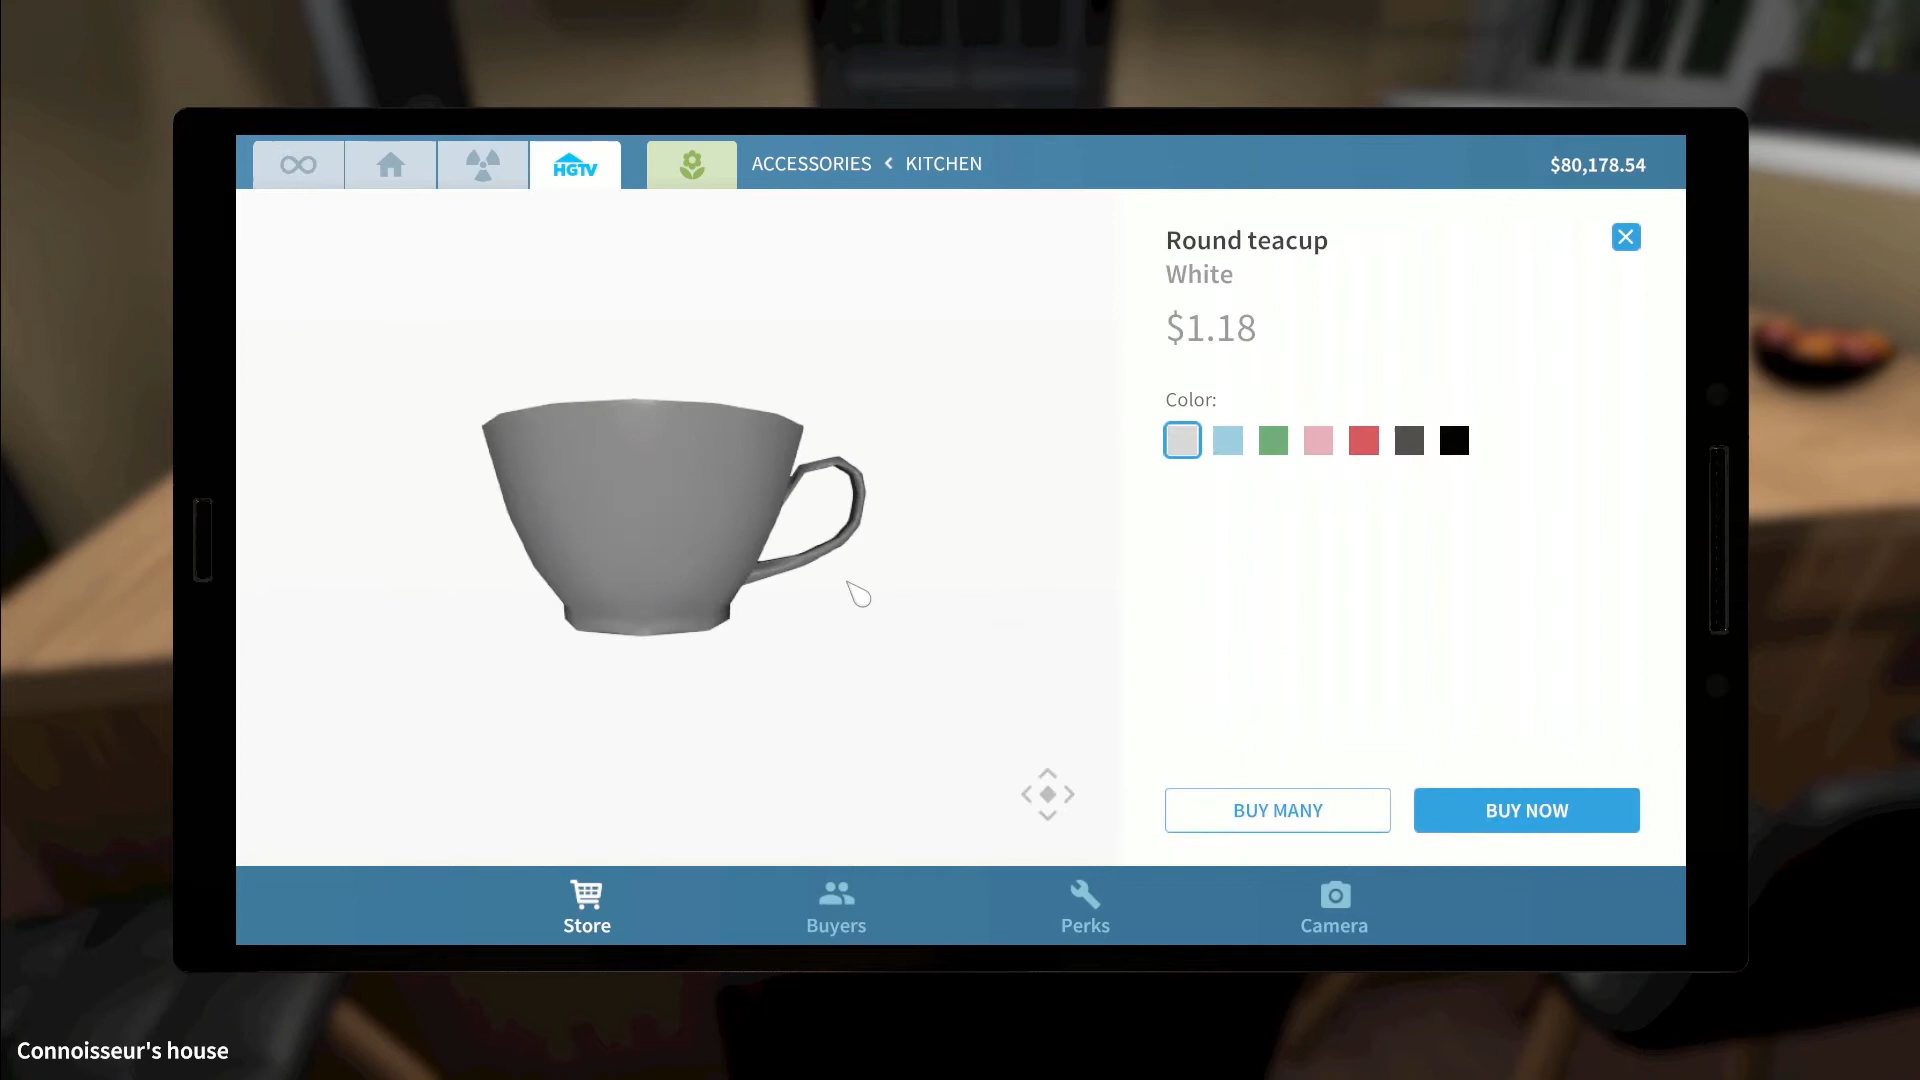 HGTV
ACCESSORIES < KITCHEN
$80,178.54
Round teacup
White
$1.18
Color:
BUY MANY
BUY NOW
Store
Buyers
Perks
Camera
Connoisseur's house